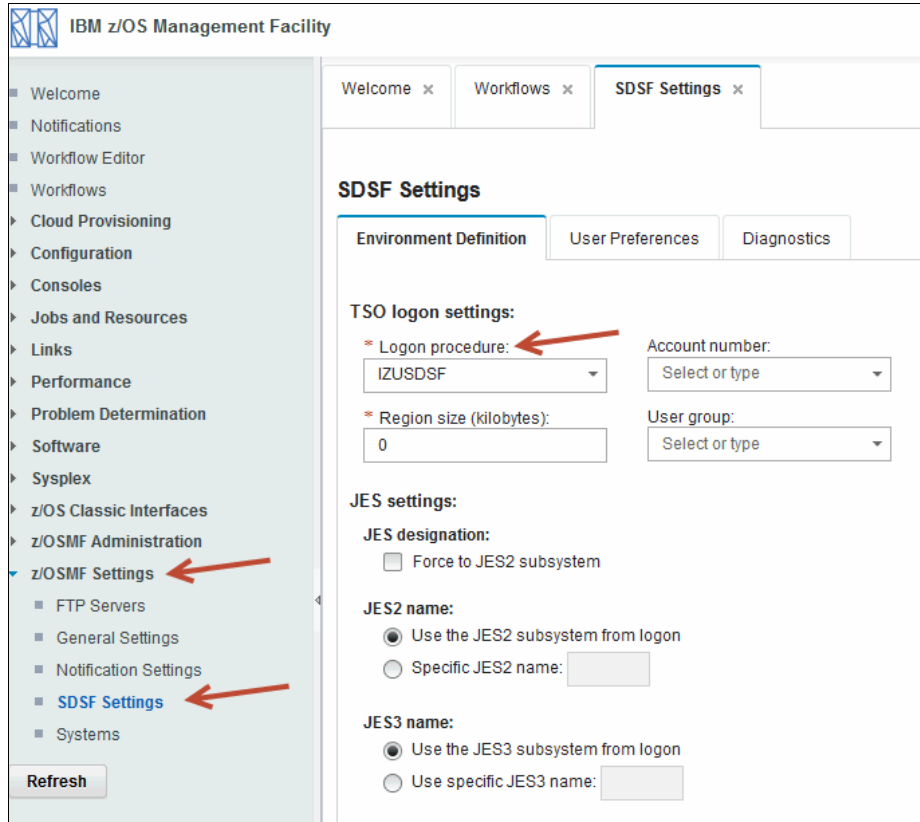 IBM z/OS Management Facility
Welcome
Notifications
Workflow Editor
Workflows
Cloud Provisioning
Configuration
Consoles
Jobs and Resources
Links
Performance
Problem Determination
Software
Sysplex
z/OS Classic Interfaces
z/OSMF Administration
z/OSMF Settings
FTP Servers
General Settings
Notification Settings
SDSF Settings
Systems
Refresh
Welcome × Workflows × SDSF Settings ×
SDSF Settings
Environment Definition User Preferences Diagnostics
TSO logon settings:
* Logon procedure: Account number:
IZUSDSF Select or type
* Region size (kilobytes): User group:
0 Select or type
JES settings:
JES designation:
Force to JES2 subsystem
JES2 name:
Use the JES2 subsystem from logon
Specific JES2 name:
JES3 name:
Use the JES3 subsystem from logon
Use specific JES3 name: